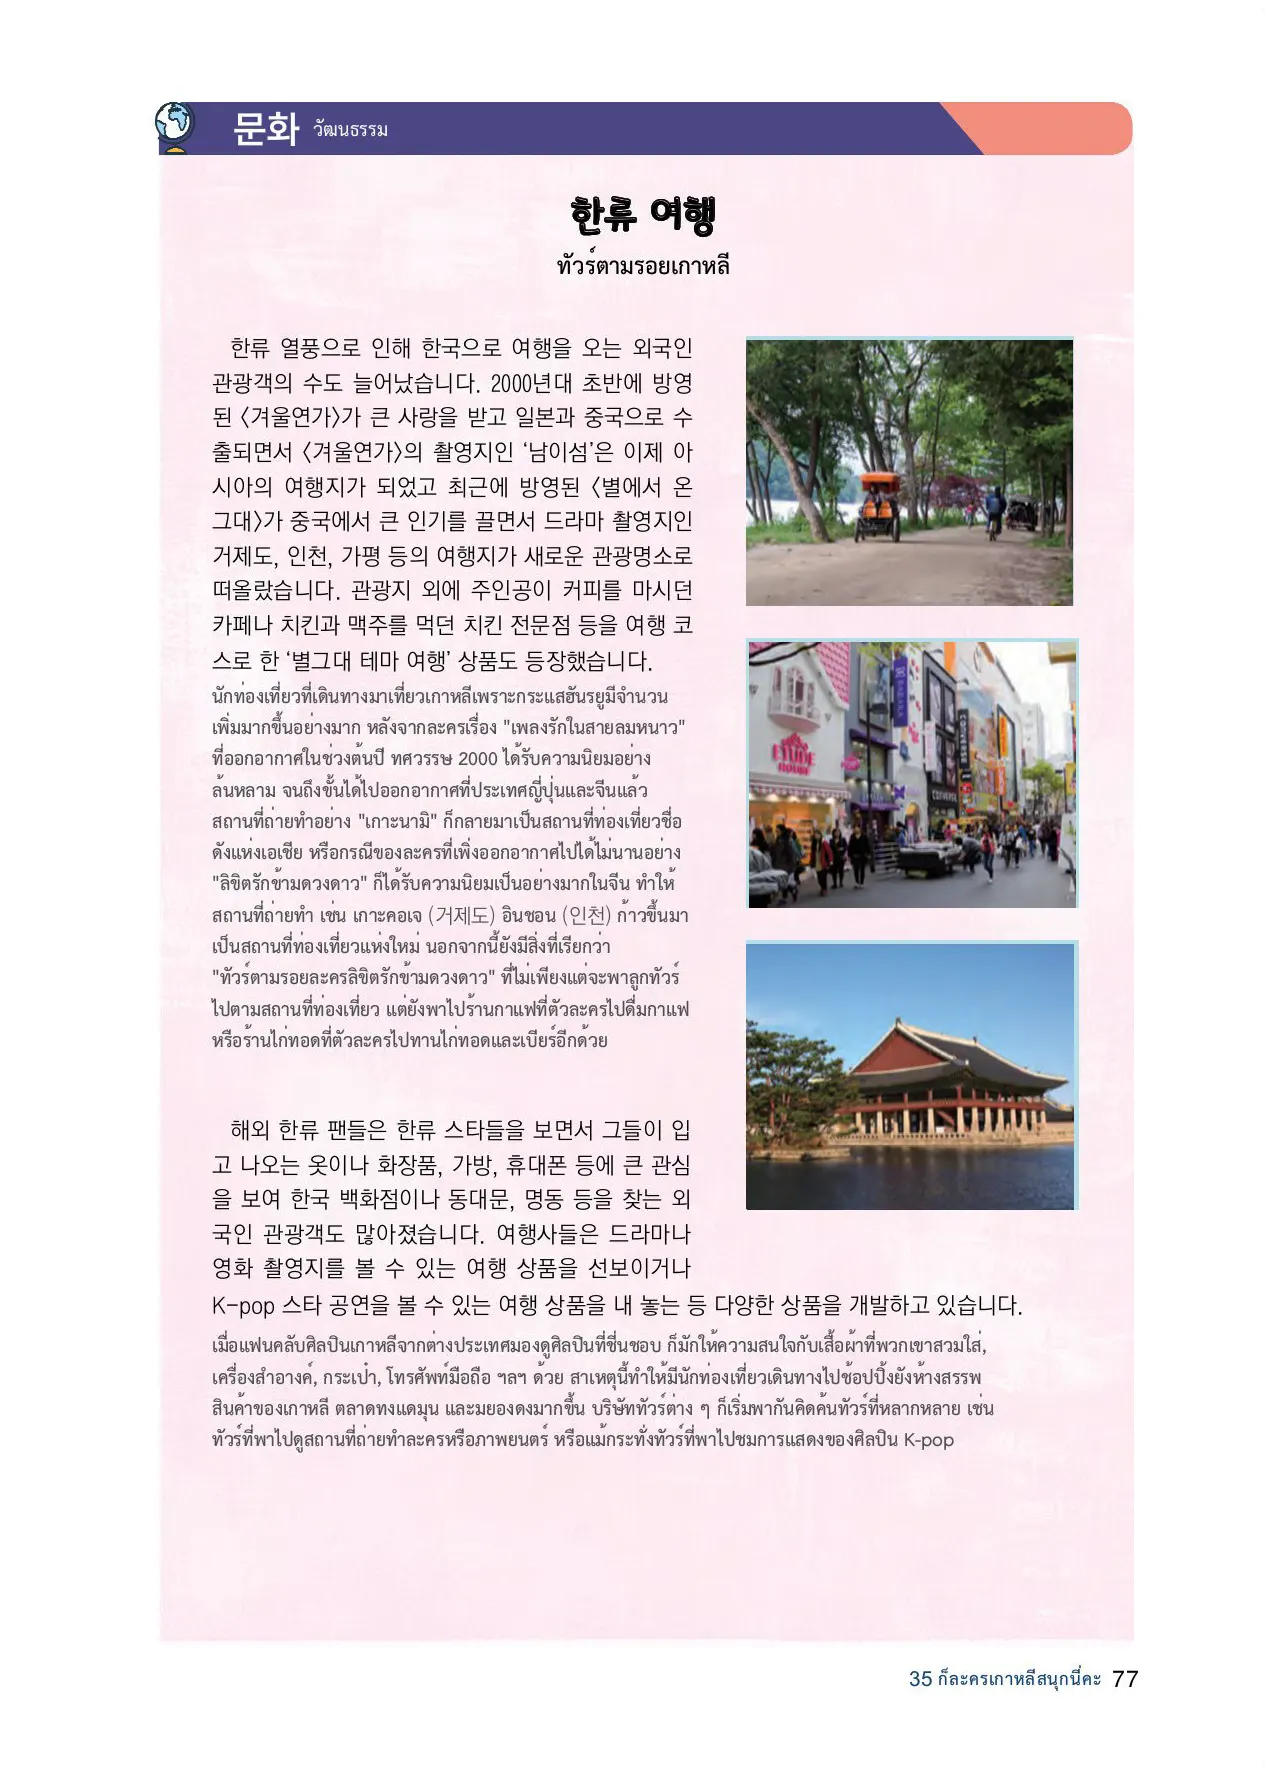 문화 วัฒนธรรม
한류 여행
ทัวร์ตามรอยเกาหลี
한류 열풍으로 인해 한국으로 여행을 오는 외국인
관광객의 수도 늘어났습니다. 2000년대 초반에 방영
된 <겨울연가>가 큰 사랑을 받고 일본과 중국으로 수
출되면서 <겨울연가>의 촬영지인 ‘남이섬’은 이제 아
시아의 여행지가 되었고 최근에 방영된 <별에서 온
그대>가 중국에서 큰 인기를 끌면서 드라마 촬영지인
거제도, 인천, 가평 등의 여행지가 새로운 관광명소로
떠올랐습니다. 관광지 외에 주인공이 커피를 마시던
카페나 치킨과 맥주를 먹던 치킨 전문점 등을 여행 코
스로 한 ‘별그대 테마 여행’ 상품도 등장했습니다.
นักท่องเที่ยวที่เดินทางมาเที่ยวเกาหลีเพราะกระแสฮันรยูมีจำนวน
เพิ่มมากขึ้นอย่างมาก หลังจากละครเรื่อง "เพลงรักในสายลมหนาว"
ที่ออกอากาศในช่วงต้นปี ทศวรรษ 2000 ได้รับความนิยมอย่าง
ล้นหลาม จนถึงขั้นได้ไปออกอากาศที่ประเทศญี่ปุ่นและจีนแล้ว
สถานที่ถ่ายทำอย่าง "เกาะนามิ" ก็กลายมาเป็นสถานที่ท่องเที่ยวชื่อ
ดังแห่งเอเชีย หรือกรณีของละครที่เพิ่งออกอากาศไปได้ไม่นานอย่าง
"ลิขิตรักข้ามดวงดาว" ก็ได้รับความนิยมเป็นอย่างมากในจีน ทำให้
สถานที่ถ่ายทำ เช่น เกาะคอเจ (거제도) อินชอน (인천) ก้าวขึ้นมา
เป็นสถานที่ท่องเที่ยวแห่งใหม่ นอกจากนี้ยังมีสิ่งที่เรียกว่า
"ทัวร์ตามรอยละครลิขิตรักข้ามดวงดาว" ที่ไม่เพียงแต่จะพาลูกทัวร์
ไปตามสถานที่ท่องเที่ยว แต่ยังพาไปร้านกาแฟที่ตัวละครไปดื่มกาแฟ
หรือร้านไก่ทอดที่ตัวละครไปทานไก่ทอดและเบียร์อีกด้วย
ETUDE
HOUSE
CONVERSE
해외 한류 팬들은 한류 스타들을 보면서 그들이 입
고 나오는 옷이나 화장품, 가방, 휴대폰 등에 큰 관심
을 보여 한국 백화점이나 동대문, 명동 등을 찾는 외
국인 관광객도 많아졌습니다. 여행사들은 드라마나
영화 촬영지를 볼 수 있는 여행 상품을 선보이거나
K-pop 스타 공연을 볼 수 있는 여행 상품을 내 놓는 등 다양한 상품을 개발하고 있습니다.
เมื่อแฟนคลับศิลปินเกาหลีจากต่างประเทศมองดูศิลปินที่ชื่นชอบ ก็มักให้ความสนใจกับเสื้อผ้าที่พวกเขาสวมใส่,
เครื่องสำอางค์, กระเป๋า, โทรศัพท์มือถือ ฯลฯ ด้วย สาเหตุนี้ทำให้มีนักท่องเที่ยวเดินทางไปช้อปปิ้งยังห้างสรรพ
สินค้าของเกาหลี ตลาดทงแดมุน และมยองดงมากขึ้น บริษัททัวร์ต่าง ๆ ก็เริ่มพากันคิดค้นทัวร์ที่หลากหลาย เช่น
ทัวร์ที่พาไปดูสถานที่ถ่ายทำละครหรือภาพยนตร์ หรือแม้กระทั่งทัวร์ที่พาไปชมการแสดงของศิลปิน K-pop
35 ก็ละครเกาหลีสนุกนี่คะ 77